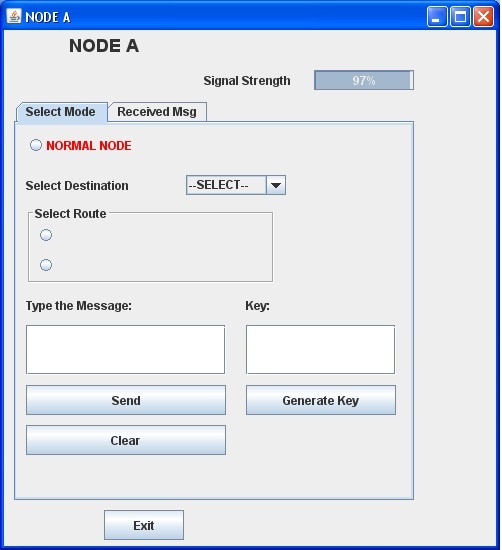 NODE A
NODE A
Signal Strength 97%
Select Mode Received Msg
NORMAL NODE
Select Destination --SELECT--
Select Route
Type the Message: Key:
Send Generate Key
Clear
Exit